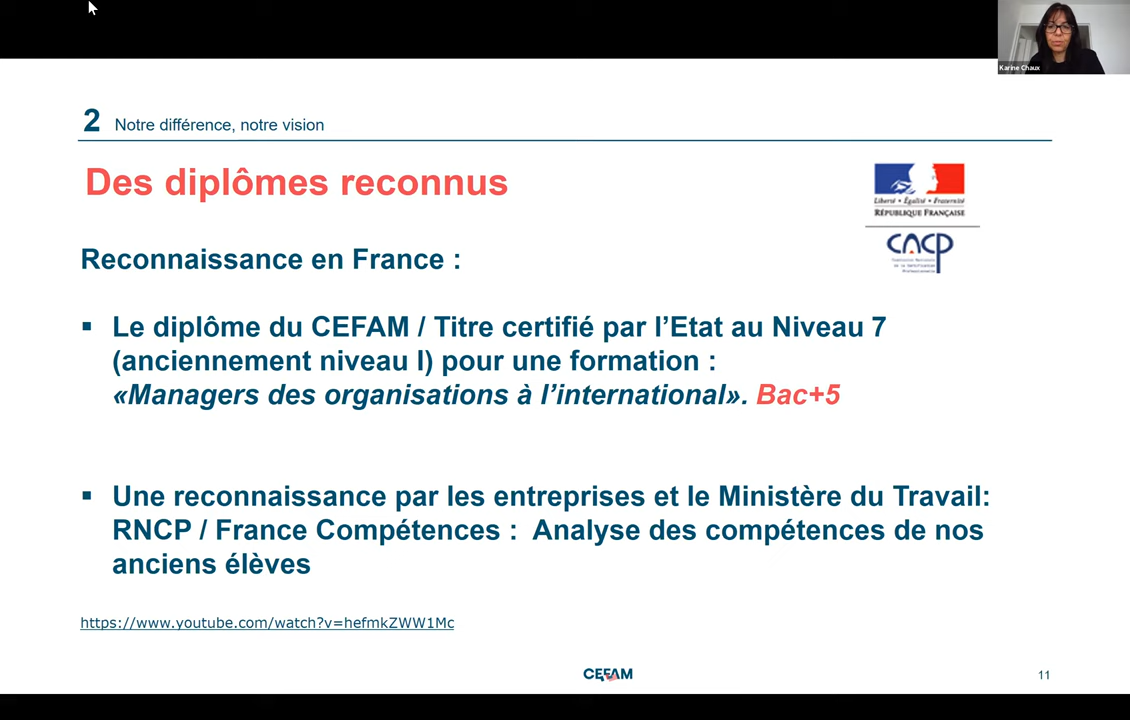 Karine Chaux
2 Notre différence, notre vision
Des diplômes reconnus
Liberté • Égalité • Fraternité
RÉPUBLIQUE FRANÇAISE
CNCP
Reconnaissance en France :
▪ Le diplôme du CEFAM / Titre certifié par l’Etat au Niveau 7
(anciennement niveau I) pour une formation :
«Managers des organisations à l’international». Bac+5
▪ Une reconnaissance par les entreprises et le Ministère du Travail:
RNCP / France Compétences : Analyse des compétences de nos
anciens élèves
https://www.youtube.com/watch?v=hefmkZWW1Mc
CEFAM
11